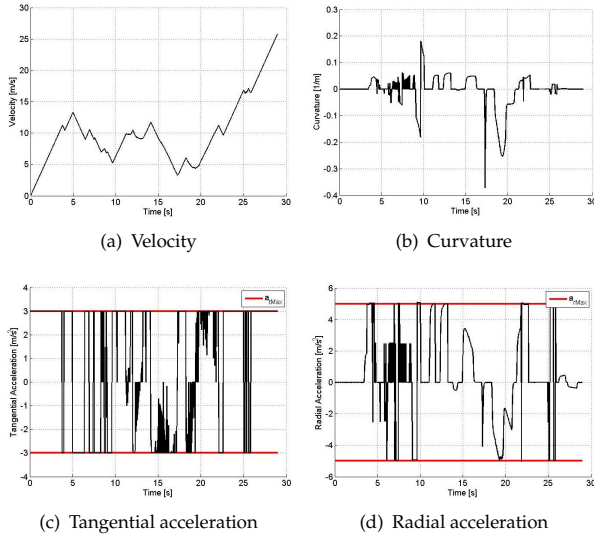 30
25
20
15
10
5
0
Velocity [m/s]
0 5 10 15 20 25 30
Time [s]
(a) Velocity
0.3
0.2
0.1
0
-0.1
-0.2
-0.3
-0.4
Curvature [1/m]
0 5 10 15 20 25 30
Time [s]
(b) Curvature
4
3
2
1
0
-1
-2
-3
-4
Tangential Acceleration [m/s²]
a tMax
0 5 10 15 20 25 30
Time [s]
(c) Tangential acceleration
6
4
2
0
-2
-4
-6
Radial Acceleration [m/s²]
a rMax
0 5 10 15 20 25 30
Time [s]
(d) Radial acceleration